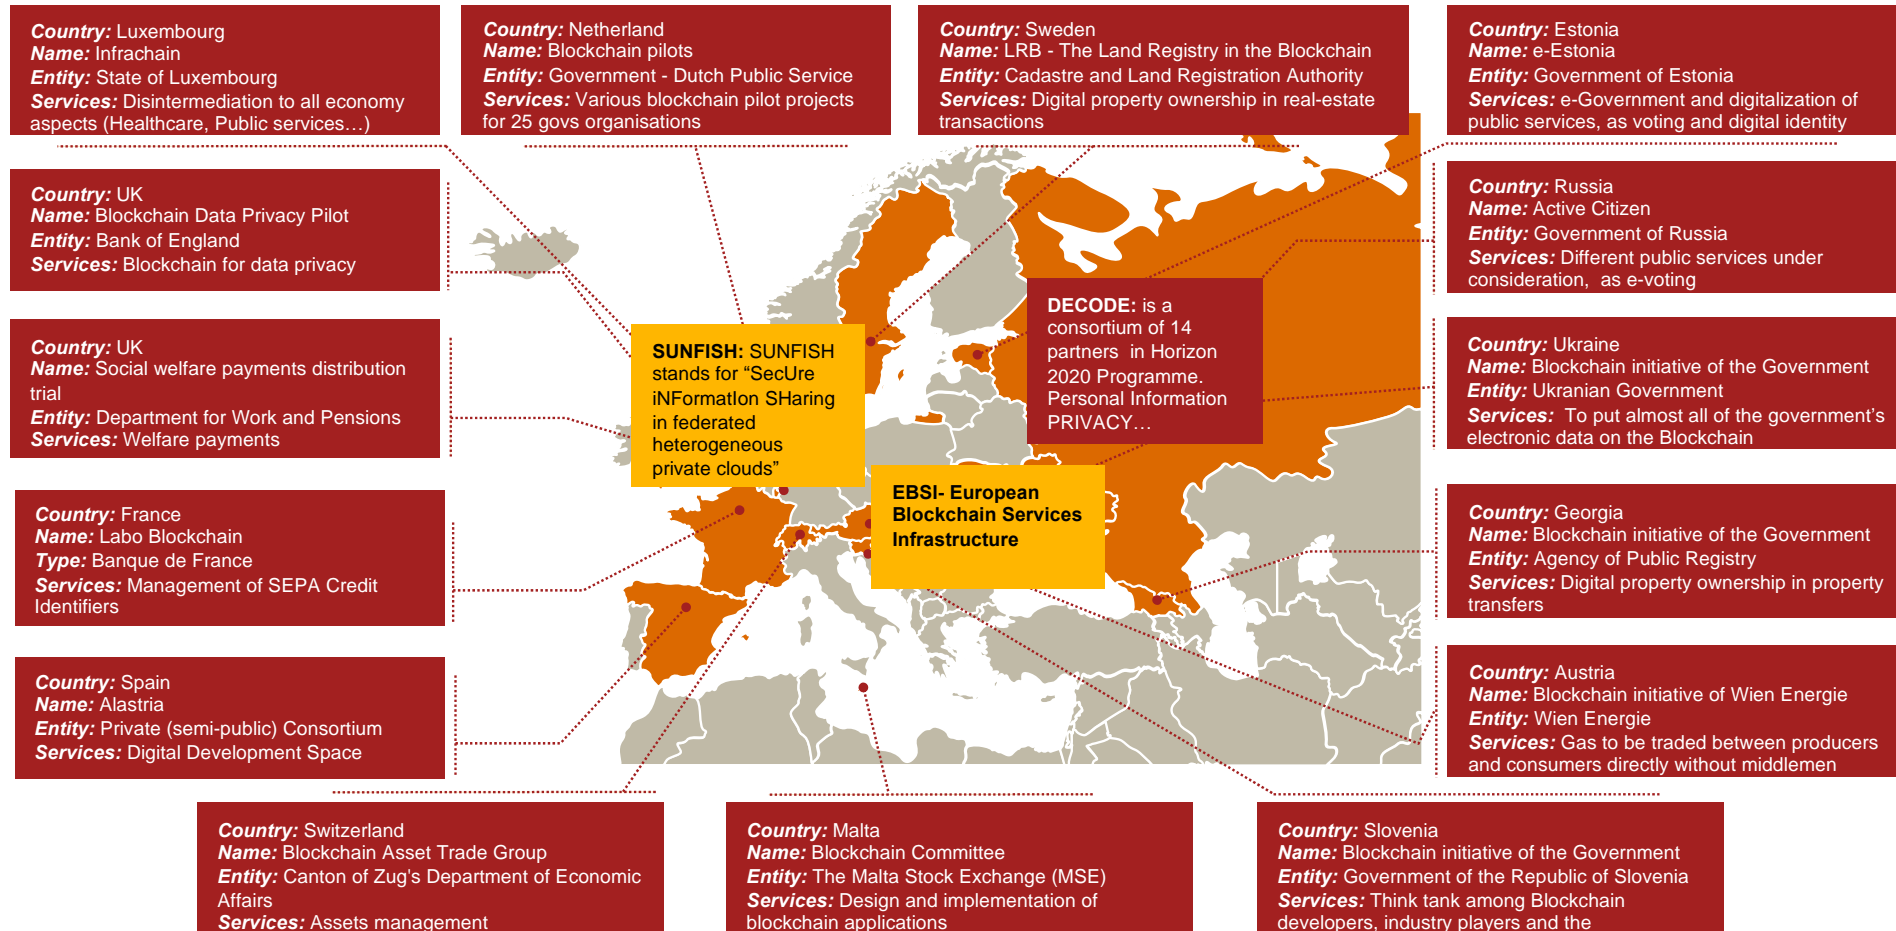 Country: Luxembourg
Name: Infrachain
Entity: State of Luxembourg
Services: Disintermediation to all economy
aspects (Healthcare, Public services…)
Country: Netherland
Name: Blockchain pilots
Entity: Government - Dutch Public Service
Services: Various blockchain pilot projects
for 25 govs organisations
Country: Sweden
Name: LRB - The Land Registry in the Blockchain
Entity: Cadastre and Land Registration Authority
Services: Digital property ownership in real-estate
transactions
Country: Estonia
Name: e-Estonia
Entity: Government of Estonia
Services: e-Government and digitalization of
public services, as voting and digital identity
Country: UK
Name: Blockchain Data Privacy Pilot
Entity: Bank of England
Services: Blockchain for data privacy
Country: Russia
Name: Active Citizen
Entity: Government of Russia
Services: Different public services under
consideration, as e-voting
Country: UK
Name: Social welfare payments distribution
trial
Entity: Department for Work and Pensions
Services: Welfare payments
SUNFISH: SUNFISH
stands for “SecUre
iNFormatIon SHaring
in federated
heterogeneous
private clouds”
DECODE: is a
consortium of 14
partners in Horizon
2020 Programme.
Personal Information
PRIVACY…
Country: Ukraine
Name: Blockchain initiative of the Government
Entity: Ukranian Government
Services: To put almost all of the government’s
electronic data on the Blockchain
EBSI- European
Blockchain Services
Infrastructure
Country: France
Name: Labo Blockchain
Type: Banque de France
Services: Management of SEPA Credit
Identifiers
Country: Georgia
Name: Blockchain initiative of the Government
Entity: Agency of Public Registry
Services: Digital property ownership in property
transfers
Country: Spain
Name: Alastria
Entity: Private (semi-public) Consortium
Services: Digital Development Space
Country: Austria
Name: Blockchain initiative of Wien Energie
Entity: Wien Energie
Services: Gas to be traded between producers
and consumers directly without middlemen
Country: Switzerland
Name: Blockchain Asset Trade Group
Entity: Canton of Zug's Department of Economic
Affairs
Services: Assets management
Country: Malta
Name: Blockchain Committee
Entity: The Malta Stock Exchange (MSE)
Services: Design and implementation of
blockchain applications
Country: Slovenia
Name: Blockchain initiative of the Government
Entity: Government of the Republic of Slovenia
Services: Think tank among Blockchain
developers, industry players and the